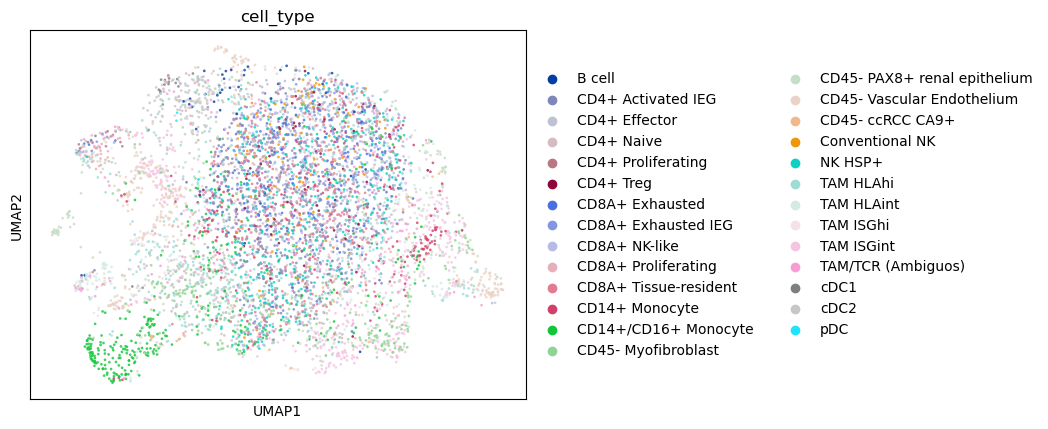 cell_type
UMAP2
UMAP1
B cell
CD4+ Activated IEG
CD4+ Effector
CD4+ Naive
CD4+ Proliferating
CD4+ Treg
CD8A+ Exhausted
CD8A+ Exhausted IEG
CD8A+ NK-like
CD8A+ Proliferating
CD8A+ Tissue-resident
CD14+ Monocyte
CD14+/CD16+ Monocyte
CD45- Myofibroblast
CD45- PAX8+ renal epithelium
CD45- Vascular Endothelium
CD45- ccRCC CA9+
Conventional NK
NK HSP+
TAM HLAhi
TAM HLAint
TAM ISGhi
TAM ISGint
TAM/TCR (Ambiguos)
cDC1
cDC2
pDC